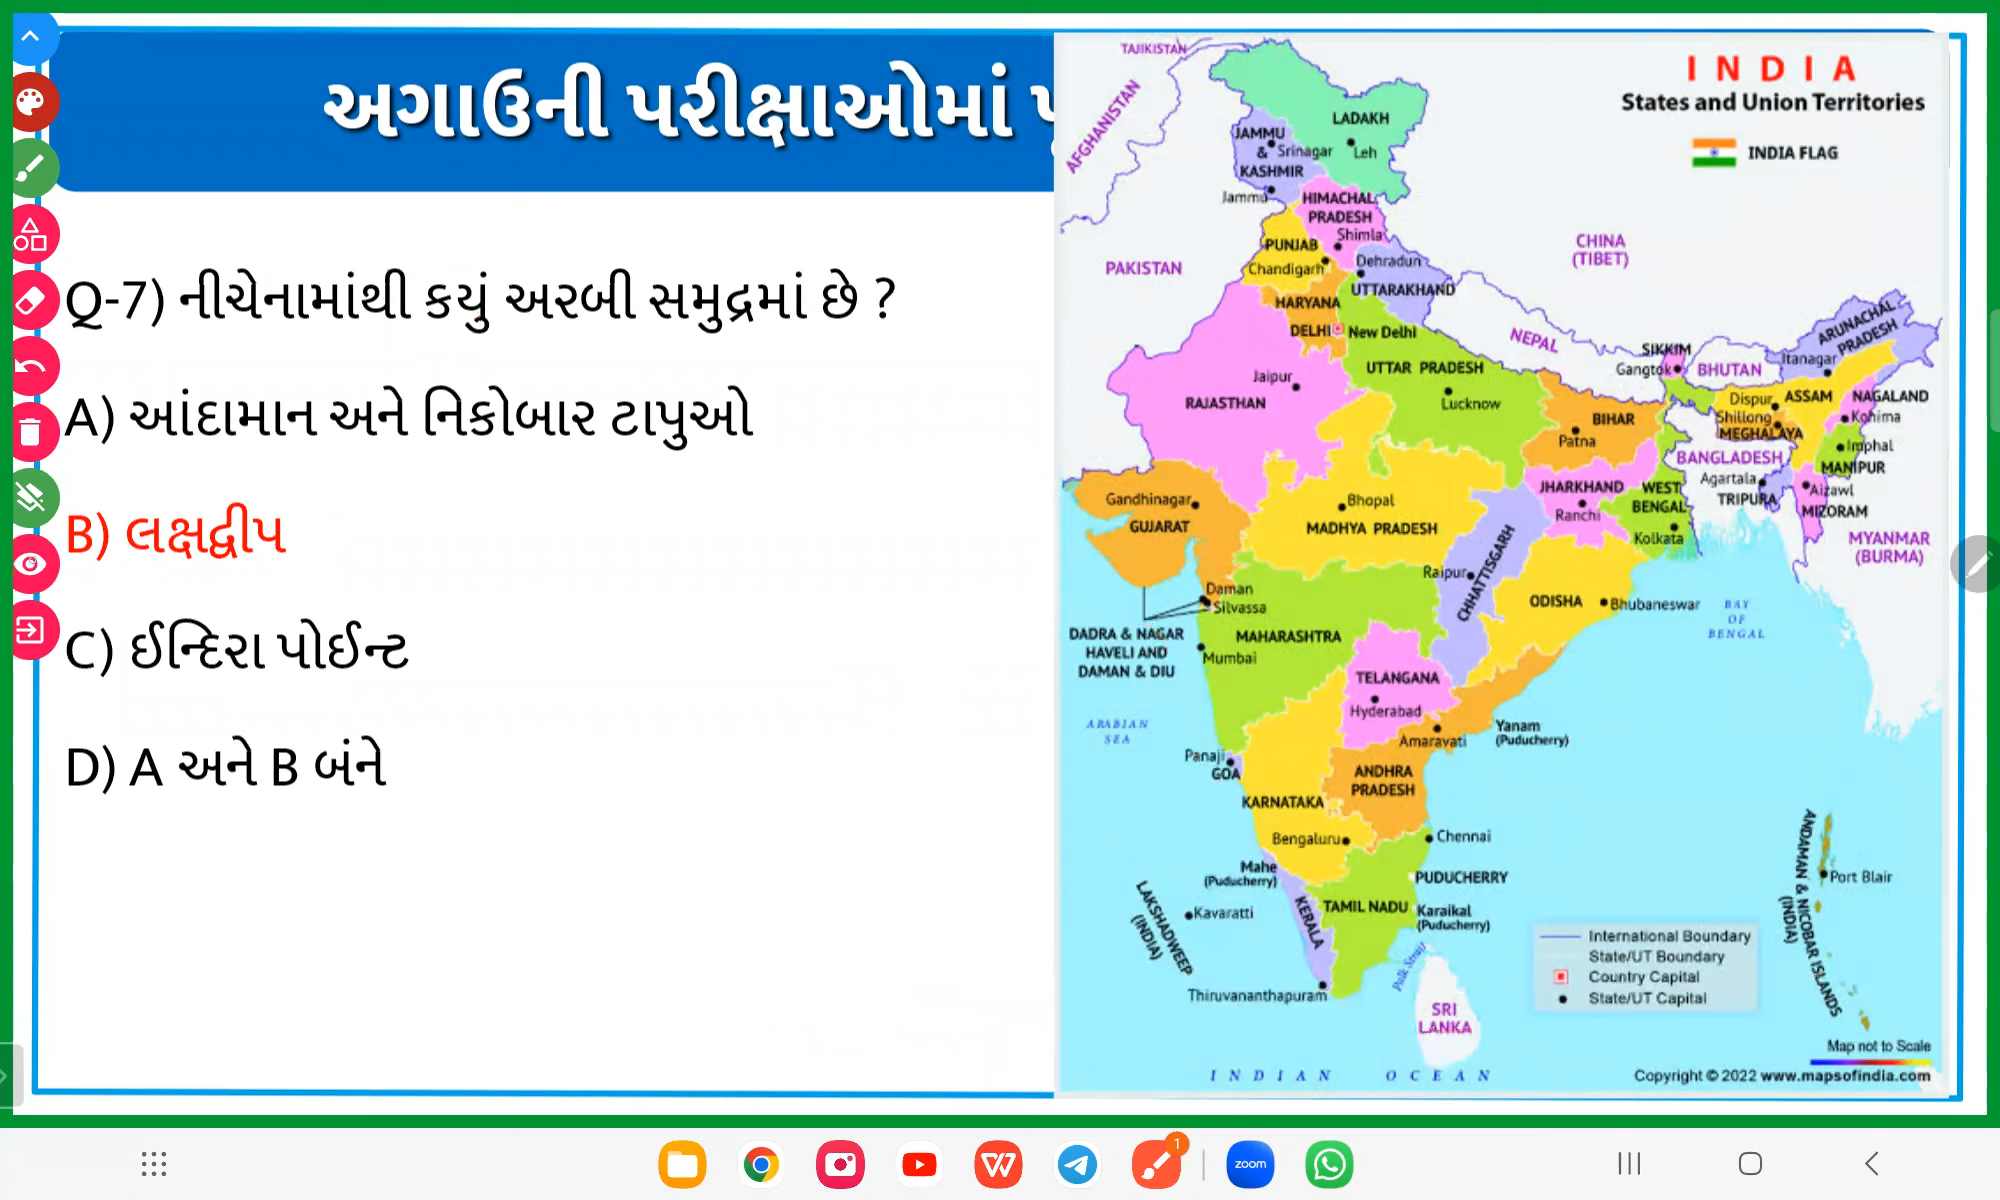 અગાઉની પરીક્ષાઓમાં
Q-7) નીચેનામાંથી કયું અરબી સમુદ્રમાં છે ?
A) આંદામાન અને નિકોબાર ટાપુઓ
B) લક્ષદ્વીપ
C) ઈન્દિરા પોઈન્ટ
D) A અને B બંને
INDIA
States and Union Territories
INDIA FLAG
TAJIKISTAN
AFGHANISTAN
LADAKH
Leh
JAMMU
& Srinagar
KASHMIR
Jammu
HIMACHAL
PRADESH
Shimla
PUNJAB
Chandigarh
Dehradun
UTTARAKHAND
PAKISTAN
CHINA
(TIBET)
HARYANA
DELHI
New Delhi
NEPAL
SIKKIM
Gangtok
BHUTAN
ARUNACHAL
PRADESH
Itanagar
UTTAR PRADESH
Lucknow
Jaipur
RAJASTHAN
BIHAR
Patna
Dispur
ASSAM
NAGALAND
Kohima
Shillong
MEGHALAYA
Imphal
MANIPUR
BANGLADESH
Agartala
TRIPURA
Aizawl
MIZORAM
JHARKHAND
Ranchi
WEST
BENGAL
Kolkata
MYANMAR
(BURMA)
Gandhinagar
GUJARAT
Bhopal
MADHYA PRADESH
CHHATTISGARH
Raipur
ODISHA
Bhubaneswar
BAY
OF
BENGAL
Daman
Silvassa
DADRA & NAGAR
HAVELI AND
DAMAN & DIU
MAHARASHTRA
Mumbai
TELANGANA
Hyderabad
ARABIAN
SEA
Amaravati
Yanam
(Puducherry)
Panaji
GOA
ANDHRA
PRADESH
KARNATAKA
Bengaluru
Chennai
Mahe
(Puducherry)
PUDUCHERRY
LAKSHADWEEP
(INDIA)
Kavaratti
KERALA
TAMIL NADU
Karaikal
(Puducherry)
Thiruvananthapuram
Palk Strait
SRI
LANKA
ANDAMAN & NICOBAR ISLANDS
(INDIA)
Port Blair
International Boundary
State/UT Boundary
Country Capital
State/UT Capital
Map not to Scale
INDIAN OCEAN
Copyright © 2022 www.mapsofindia.com
1
zoom